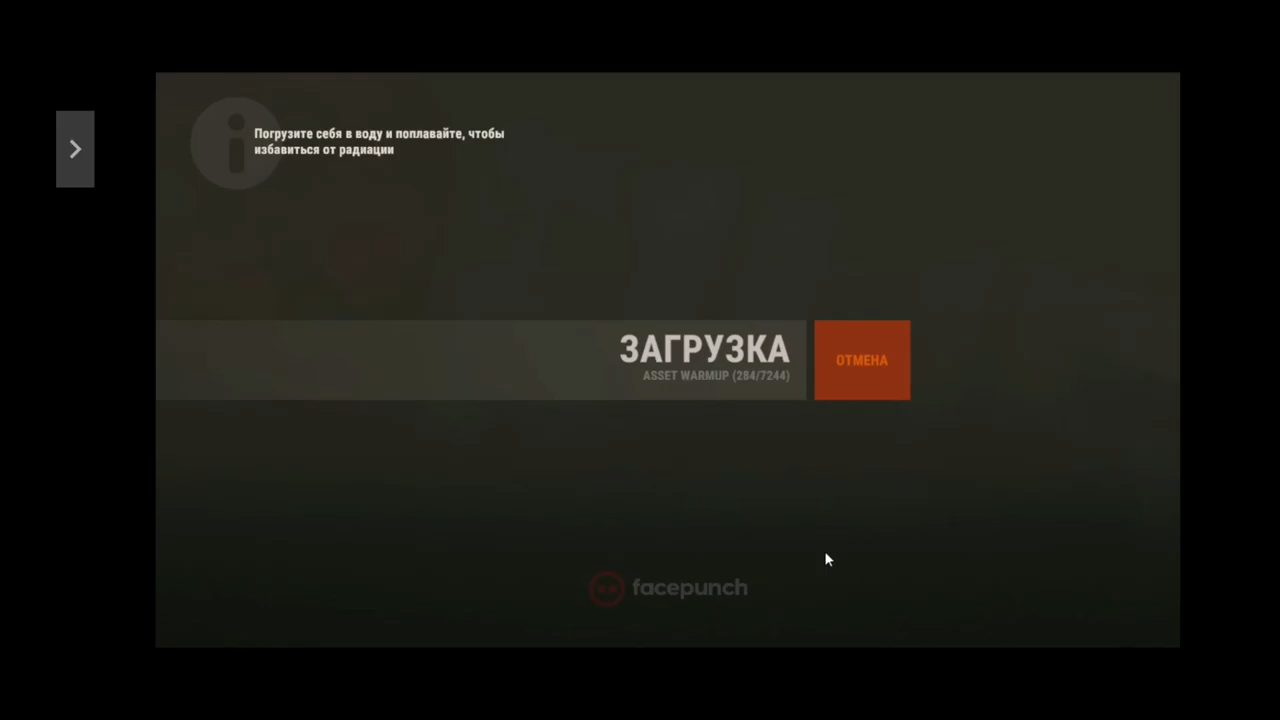 Погрузите себя в воду и поплавайте, чтобы
избавиться от радиации
ЗАГРУЗКА
ASSET WARMUP (284/7244)
ОТМЕНА
facepunch